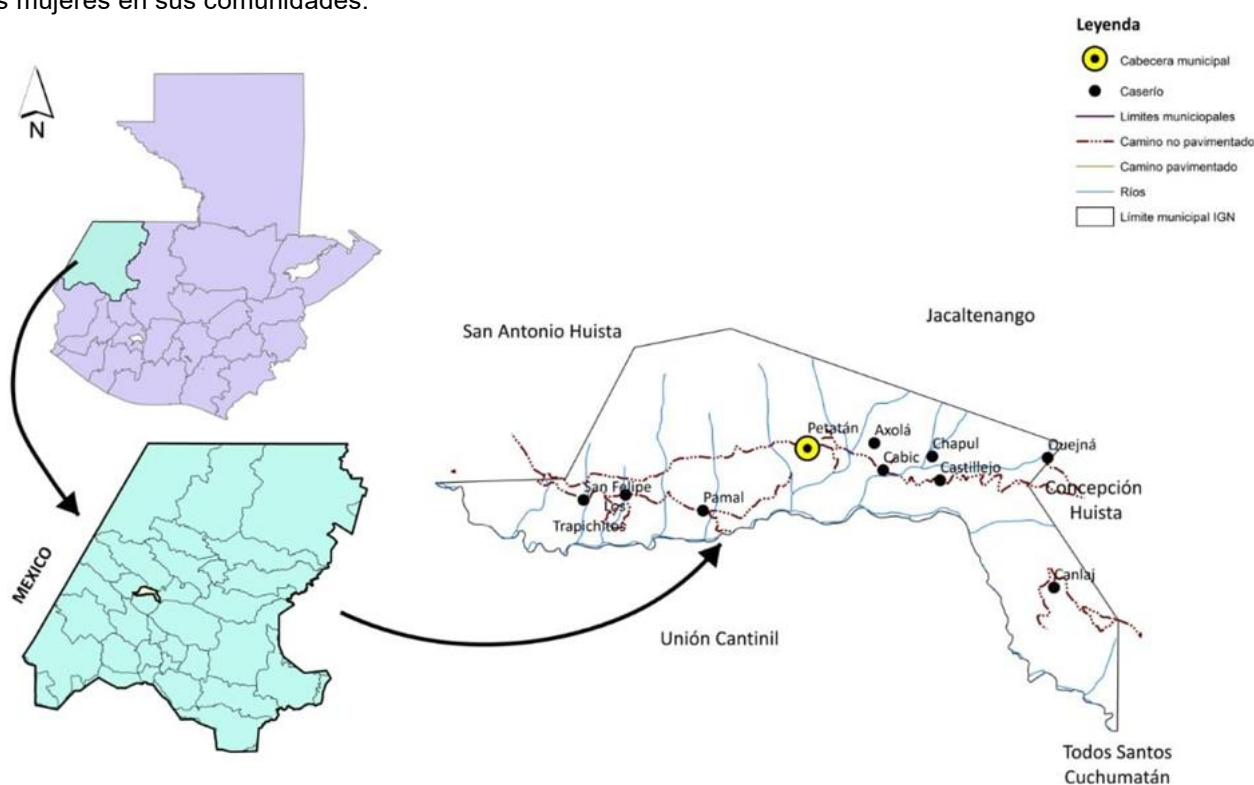 s mujeres en sus comunidades.
Leyenda
Cabecera municipal
Caserío
Limites municiopales
Camino no pavimentado
Camino pavimentado
Ríos
Límite municipal IGN
N
MEXICO
San Antonio Huista
Jacaltenango
Petatán
Axolá
Chapul
Quejná
Cabic
Castillejo
San Felipe
Los
Trapichitos
Pamal
Concepción
Huista
Canlaj
Unión Cantinil
Todos Santos
Cuchumatán